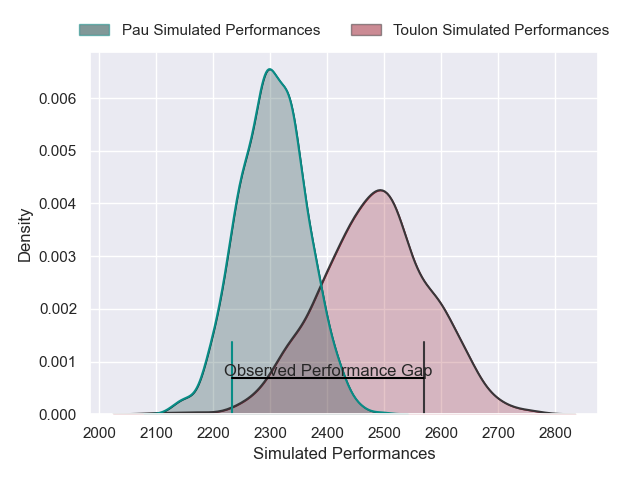 Pau Simulated Performances
Toulon Simulated Performances
0.006
0.005
0.004
0.003
0.002
0.001
0.000
Density
Observed Performance Gap
2000 2100 2200 2300 2400 2500 2600 2700 2800
Simulated Performances